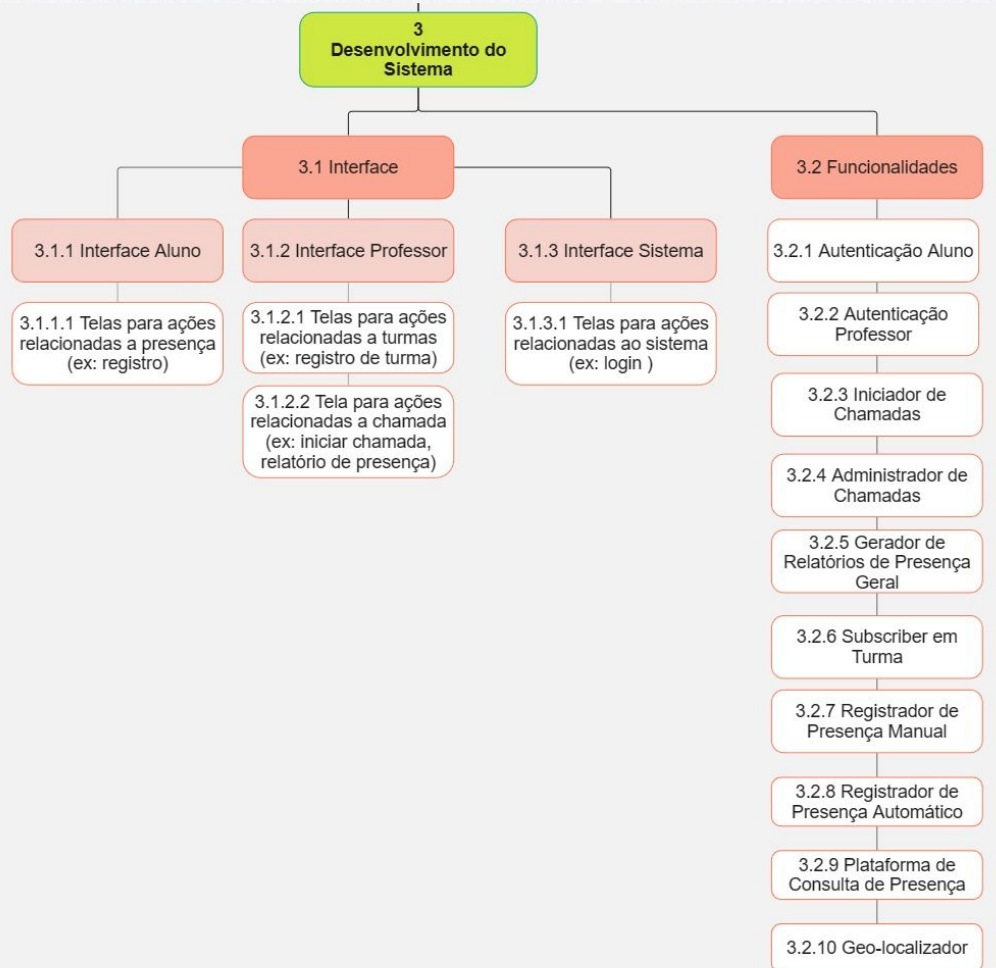 3
Desenvolvimento do
Sistema
3.1 Interface
3.2 Funcionalidades
3.1.1 Interface Aluno
3.1.2 Interface Professor
3.1.3 Interface Sistema
3.2.1 Autenticação Aluno
3.1.1.1 Telas para ações
relacionadas a presença
(ex: registro)
3.1.2.1 Telas para ações
relacionadas a turmas
(ex: registro de turma)
3.1.3.1 Telas para ações
relacionadas ao sistema
(ex: login )
3.2.2 Autenticação
Professor
3.1.2.2 Tela para ações
relacionadas a chamada
(ex: iniciar chamada,
relatório de presença)
3.2.3 Iniciador de
Chamadas
3.2.4 Administrador de
Chamadas
3.2.5 Gerador de
Relatórios de Presença
Geral
3.2.6 Subscriber em
Turma
3.2.7 Registrador de
Presença Manual
3.2.8 Registrador de
Presença Automático
3.2.9 Plataforma de
Consulta de Presença
3.2.10 Geo-localizador